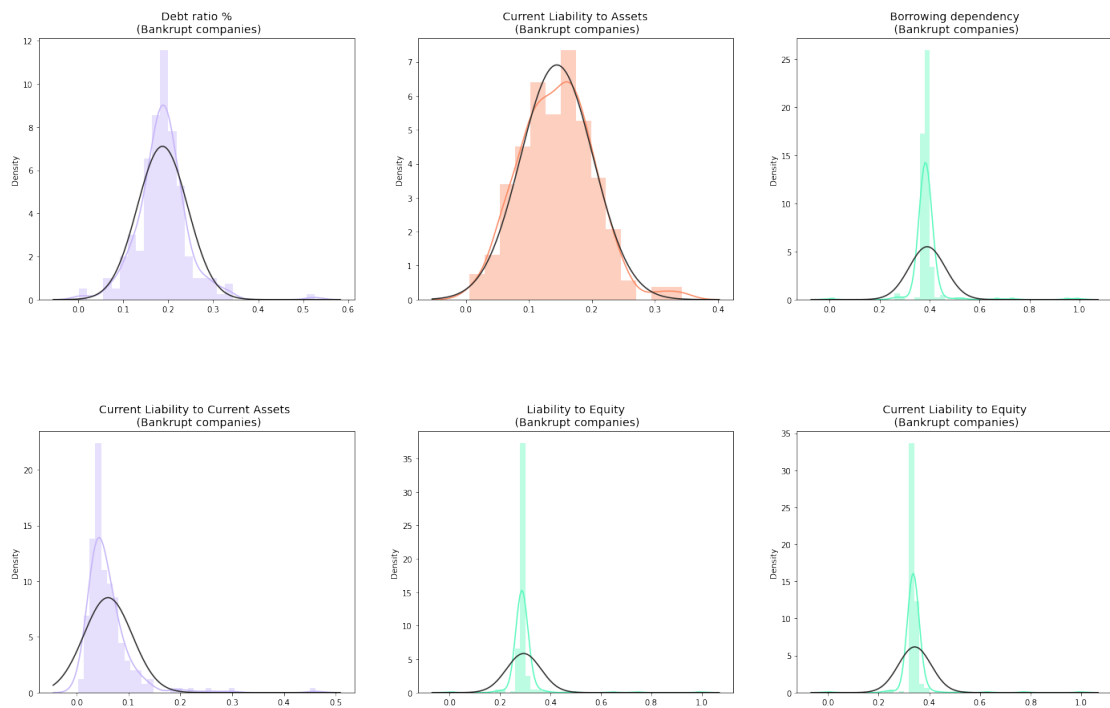 Debt ratio %
(Bankrupt companies)
Density
12
10
8
6
4
2
0
0.0 0.1 0.2 0.3 0.4 0.5 0.6
Current Liability to Assets
(Bankrupt companies)
Density
7
6
5
4
3
2
1
0
0.0 0.1 0.2 0.3 0.4
Borrowing dependency
(Bankrupt companies)
Density
25
20
15
10
5
0
0.0 0.2 0.4 0.6 0.8 1.0
Current Liability to Current Assets
(Bankrupt companies)
Density
20
15
10
5
0
0.0 0.1 0.2 0.3 0.4 0.5
Liability to Equity
(Bankrupt companies)
Density
35
30
25
20
15
10
5
0
0.0 0.2 0.4 0.6 0.8 1.0
Current Liability to Equity
(Bankrupt companies)
Density
35
30
25
20
15
10
5
0
0.0 0.2 0.4 0.6 0.8 1.0